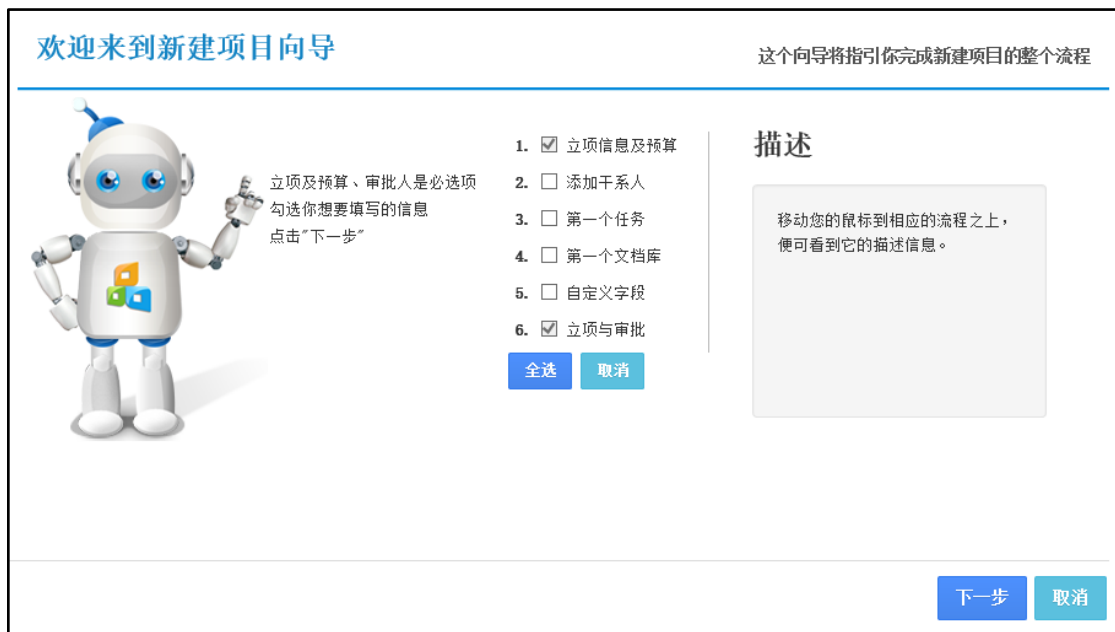 欢迎来到新建项目向导
这个向导将指引你完成新建项目的整个流程
立项及预算、审批人是必选项
勾选你想要填写的信息
点击"下一步"
1. 立项信息及预算
2. 添加干系人
3. 第一个任务
4. 第一个文档库
5. 自定义字段
6. 立项与审批
全选 取消
描述
移动您的鼠标到相应的流程之上，
便可看到它的描述信息。
下一步 取消